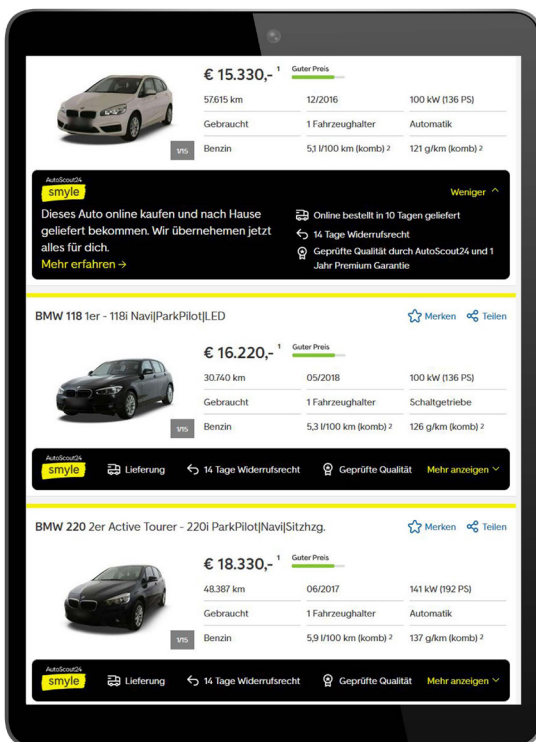 € 15.330,- 1 Guter Preis
57.615 km 12/2016 100 kW (136 PS)
Gebraucht 1 Fahrzeughalter Automatik
1/15 Benzin 5,1 l/100 km (komb) 2 121 g/km (komb) 2
AutoScout24
smyle
Weniger
Dieses Auto online kaufen und nach Hause
geliefert bekommen. Wir übernehemen jetzt
alles für dich.
Mehr erfahren →
Online bestellt in 10 Tagen geliefert
14 Tage Widerrufsrecht
Geprüfte Qualität durch AutoScout24 und 1
Jahr Premium Garantie
BMW 118 1er - 118i Navi|ParkPilot|LED Merken Teilen
€ 16.220,- 1 Guter Preis
30.740 km 05/2018 100 kW (136 PS)
Gebraucht 1 Fahrzeughalter Schaltgetriebe
1/15 Benzin 5,3 l/100 km (komb) 2 126 g/km (komb) 2
AutoScout24
smyle Lieferung 14 Tage Widerrufsrecht Geprüfte Qualität Mehr anzeigen
BMW 220 2er Active Tourer - 220i ParkPilot|Navi|Sitzhzg. Merken Teilen
€ 18.330,- 1 Guter Preis
48.387 km 06/2017 141 kW (192 PS)
Gebraucht 1 Fahrzeughalter Automatik
1/15 Benzin 5,9 l/100 km (komb) 2 137 g/km (komb) 2
AutoScout24
smyle Lieferung 14 Tage Widerrufsrecht Geprüfte Qualität Mehr anzeigen